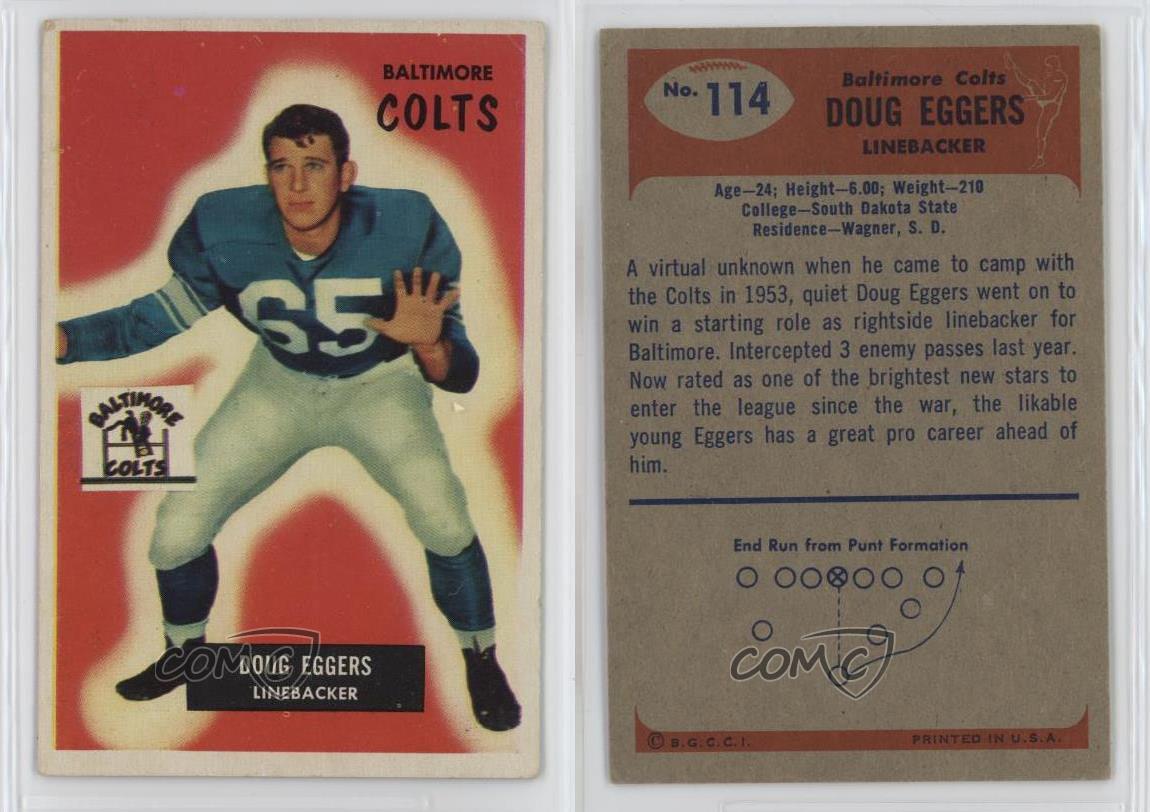 BALTIMORE
COLTS
65
BALTIMORE
COLTS
DOUG EGGERS
LINEBACKER
COMC
No. 114
Baltimore Colts
DOUG EGGERS
LINEBACKER
Age—24; Height—6.00; Weight—210
College—South Dakota State
Residence—Wagner, S. D.
A virtual unknown when he came to camp with
the Colts in 1953, quiet Doug Eggers went on to
win a starting role as rightside linebacker for
Baltimore. Intercepted 3 enemy passes last year.
Now rated as one of the brightest new stars to
enter the league since the war, the likable
young Eggers has a great pro career ahead of
him.
End Run from Punt Formation
COMC
© B.G.C.C.I.
PRINTED IN U.S.A.